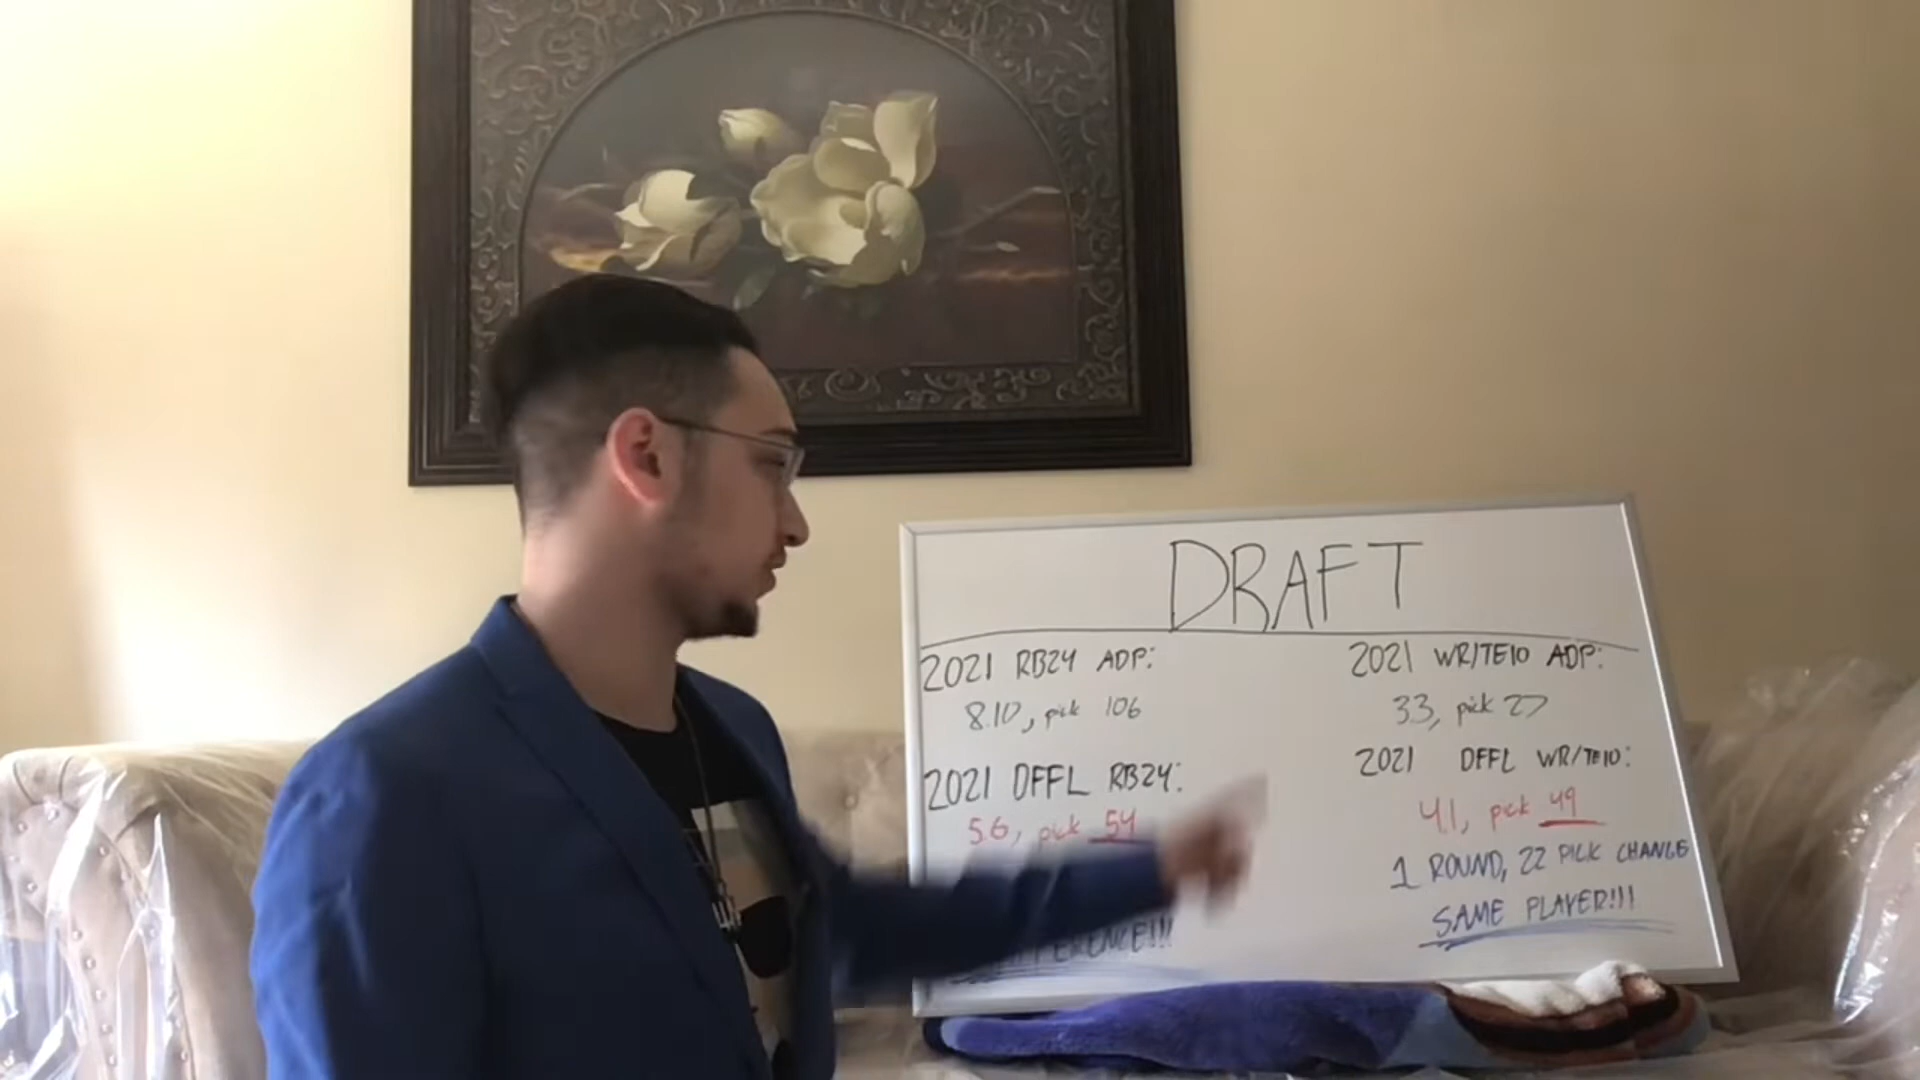 DRAFT
2021 RB24 ADP:
8.10, pick 106
2021 DFFL RB24:
5.6, pick 54
2021 WR/TE10 ADP:
3.3, pick 27
2021 DFFL WR/TE10:
4.1, pick 49
1 ROUND, 22 PICK CHANGE
SAME PLAYER!!!